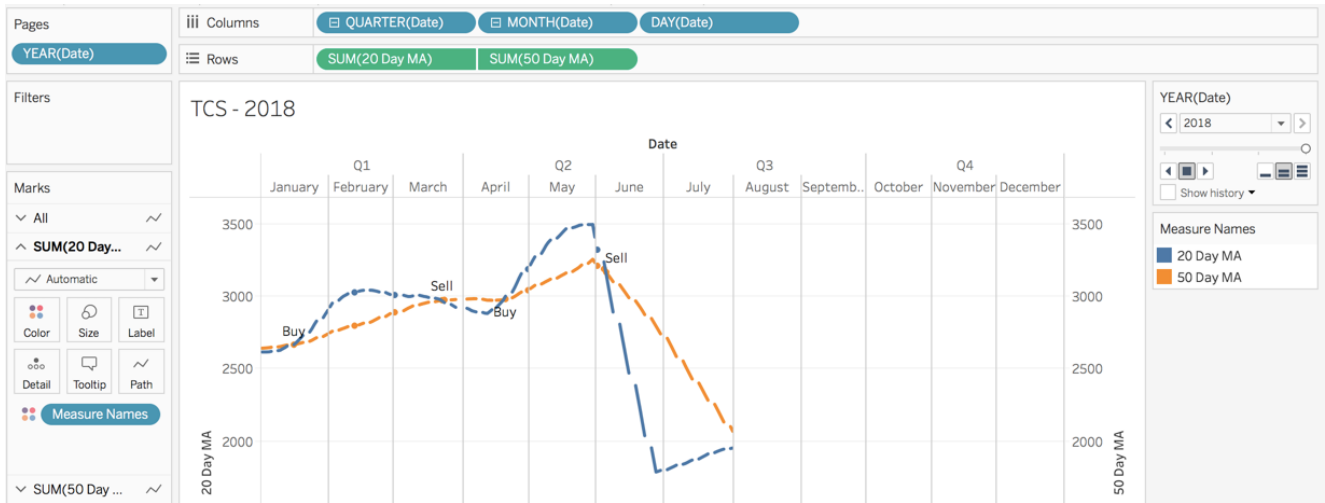 Pages
YEAR(Date)
Filters
Marks
All
SUM(20 Day...
Automatic
Color Size Label
Detail Tooltip Path
Measure Names
SUM(50 Day ...
Columns QUARTER(Date) MONTH(Date) DAY(Date)
Rows SUM(20 Day MA) SUM(50 Day MA)
TCS - 2018
Date
Q1 Q2 Q3 Q4
January February March April May June July August Septemb.. October November December
3500 3500
Sell
Sell
3000 3000
Buy
Buy
2500 2500
2000 2000
20 Day MA
50 Day MA
YEAR(Date)
2018
Show history
Measure Names
20 Day MA
50 Day MA